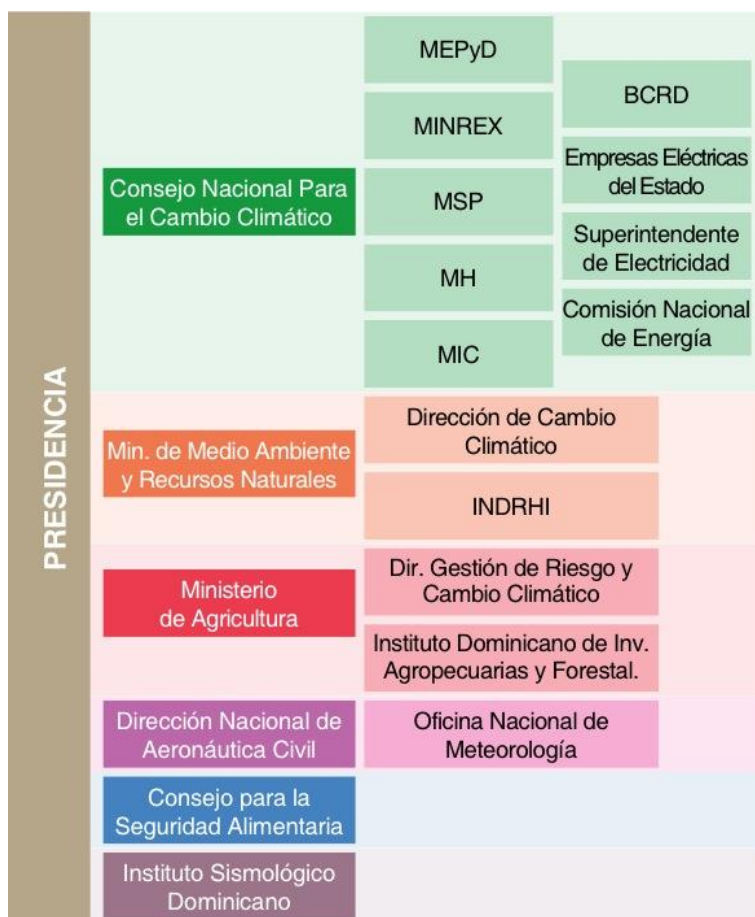 PRESIDENCIA
Consejo Nacional Para
el Cambio Climático
MEPyD
MINREX
MSP
MH
MIC
BCRD
Empresas Eléctricas
del Estado
Superintendente
de Electricidad
Comisión Nacional
de Energía
Min. de Medio Ambiente
y Recursos Naturales
Dirección de Cambio
Climático
INDRHI
Ministerio
de Agricultura
Dir. Gestión de Riesgo y
Cambio Climático
Instituto Dominicano de Inv.
Agropecuarias y Forestal.
Dirección Nacional de
Aeronáutica Civil
Oficina Nacional de
Meteorología
Consejo para la
Seguridad Alimentaria
Instituto Sismológico
Dominicano